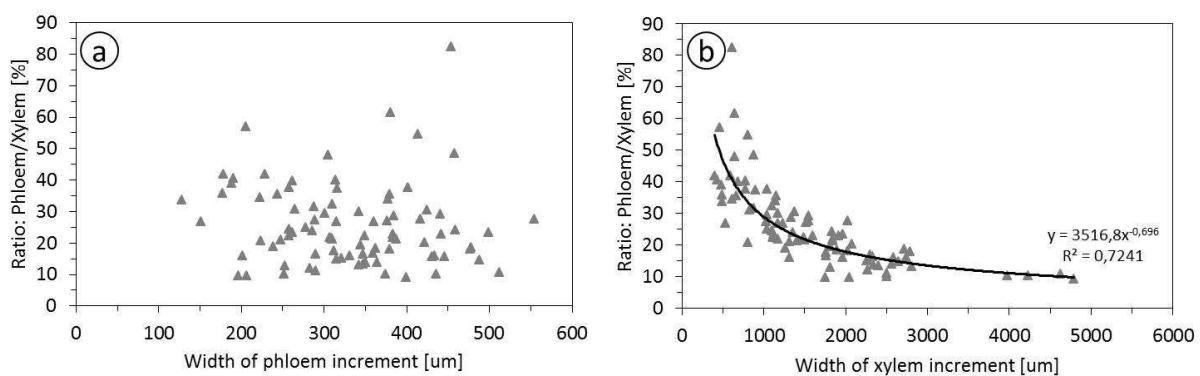 a
Ratio: Phloem/Xylem [%]
90
80
70
60
50
40
30
20
10
0
0 100 200 300 400 500 600
Width of phloem increment [um]
b
Ratio: Phloem/Xylem [%]
90
80
70
60
50
40
30
20
10
0
y = 3516,8x-0,696
R² = 0,7241
0 1000 2000 3000 4000 5000 6000
Width of xylem increment [um]